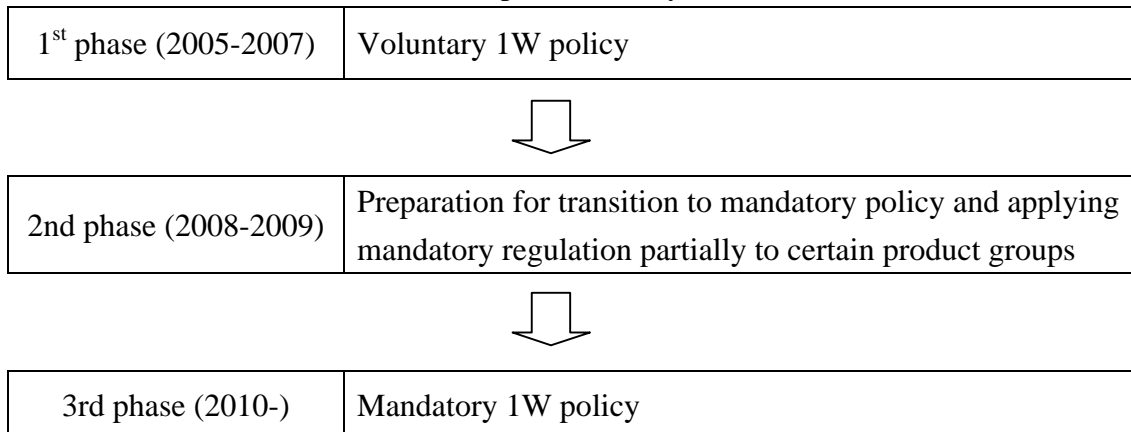 1st phase (2005-2007) Voluntary 1W policy
2nd phase (2008-2009) Preparation for transition to mandatory policy and applying
mandatory regulation partially to certain product groups
3rd phase (2010-) Mandatory 1W policy